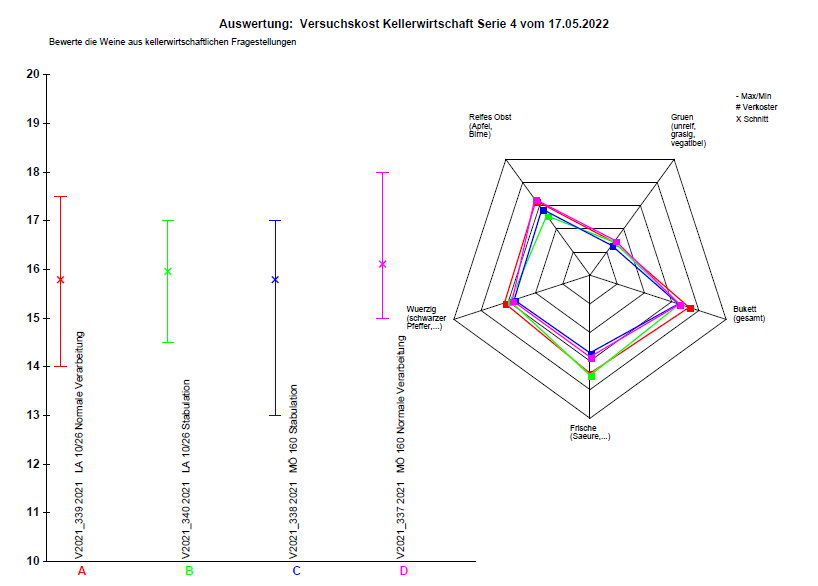 Auswertung:  Versuchskost Kellerwirtschaft Serie 4 vom 17.05.2022
Bewerte die Weine aus kellerwirtschaftlichen Fragestellungen
20
19
18
17
16
15
14
13
12
11
10
V2021_339 2021   LA 10/26 Normale Verarbeitung
V2021_340 2021   LA 10/26 Stabulation
V2021_338 2021   MÖ 160 Stabulation
V2021_337 2021   MÖ 160 Normale Verarbeitung
A
B
C
D
- Max/Min
# Verkoster
X Schnitt
Reifes Obst
(Apfel,
Birne)
Gruen
(unreif,
grasig,
vegatibel)
Wuerzig
(schwarzer
Pfeffer,...)
Bukett
(gesamt)
Frische
(Saeure,...)